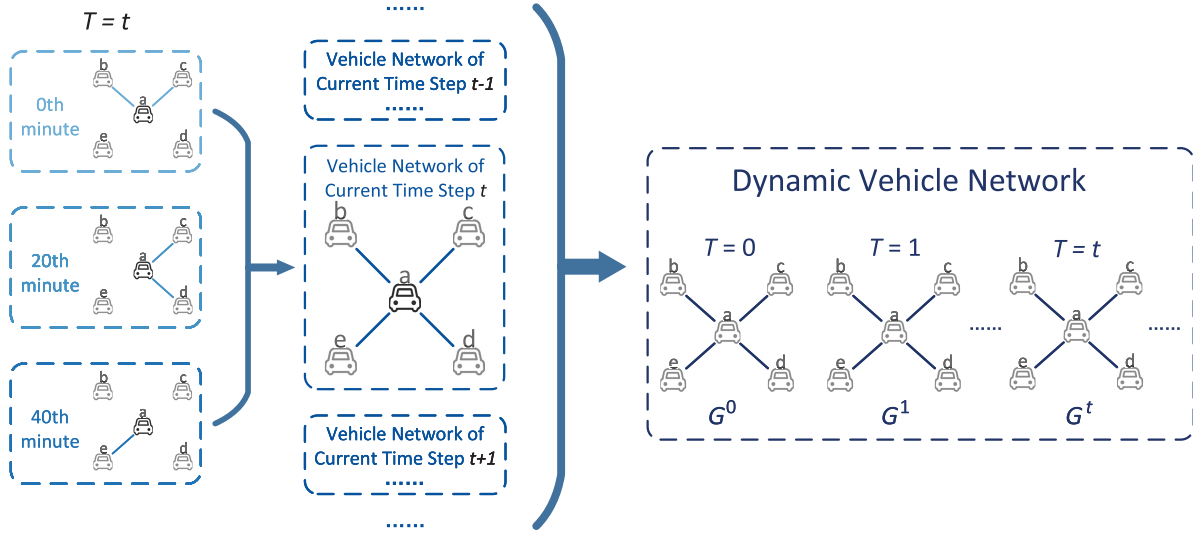 T = t
b
c
a
0th
minute
e
d
b
c
a
20th
minute
e
d
b
c
a
40th
minute
e
d
......
Vehicle Network of
Current Time Step t-1
......
Vehicle Network of
Current Time Step t
b
c
a
e
d
Vehicle Network of
Current Time Step t+1
......
......
Dynamic Vehicle Network
T = 0
T = 1
T = t
b
c
a
e
d
b
c
a
e
d
......
b
c
a
e
d
......
G⁰
G¹
Gᵗ